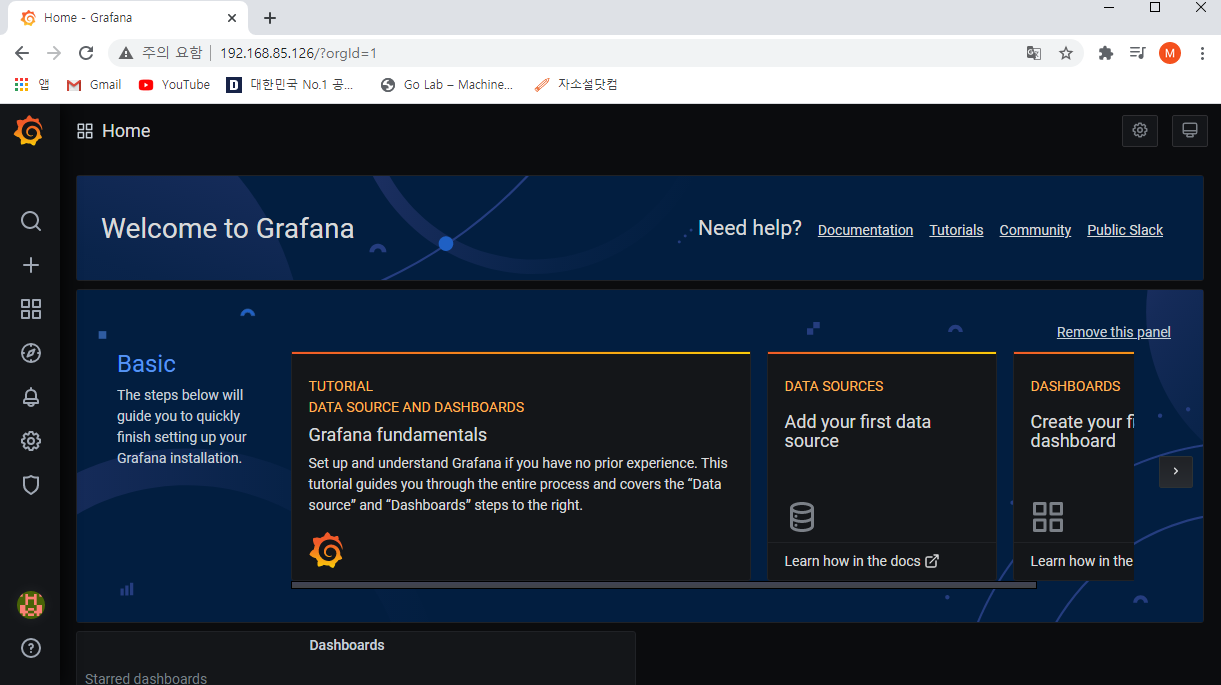 Home - Grafana
주의 요함 192.168.85.126/?orgId=1
M
앱 Gmail YouTube 대한민국 No.1 공... Go Lab – Machine... 자소설닷컴
Home
Welcome to Grafana
Need help? Documentation Tutorials Community Public Slack
Remove this panel
Basic
The steps below will
guide you to quickly
finish setting up your
Grafana installation.
TUTORIAL
DATA SOURCE AND DASHBOARDS
Grafana fundamentals
Set up and understand Grafana if you have no prior experience. This
tutorial guides you through the entire process and covers the “Data
source” and “Dashboards” steps to the right.
DATA SOURCES
Add your first data
source
Learn how in the docs
DASHBOARDS
Create your fi
dashboard
Learn how in the
Dashboards
Starred dashboards